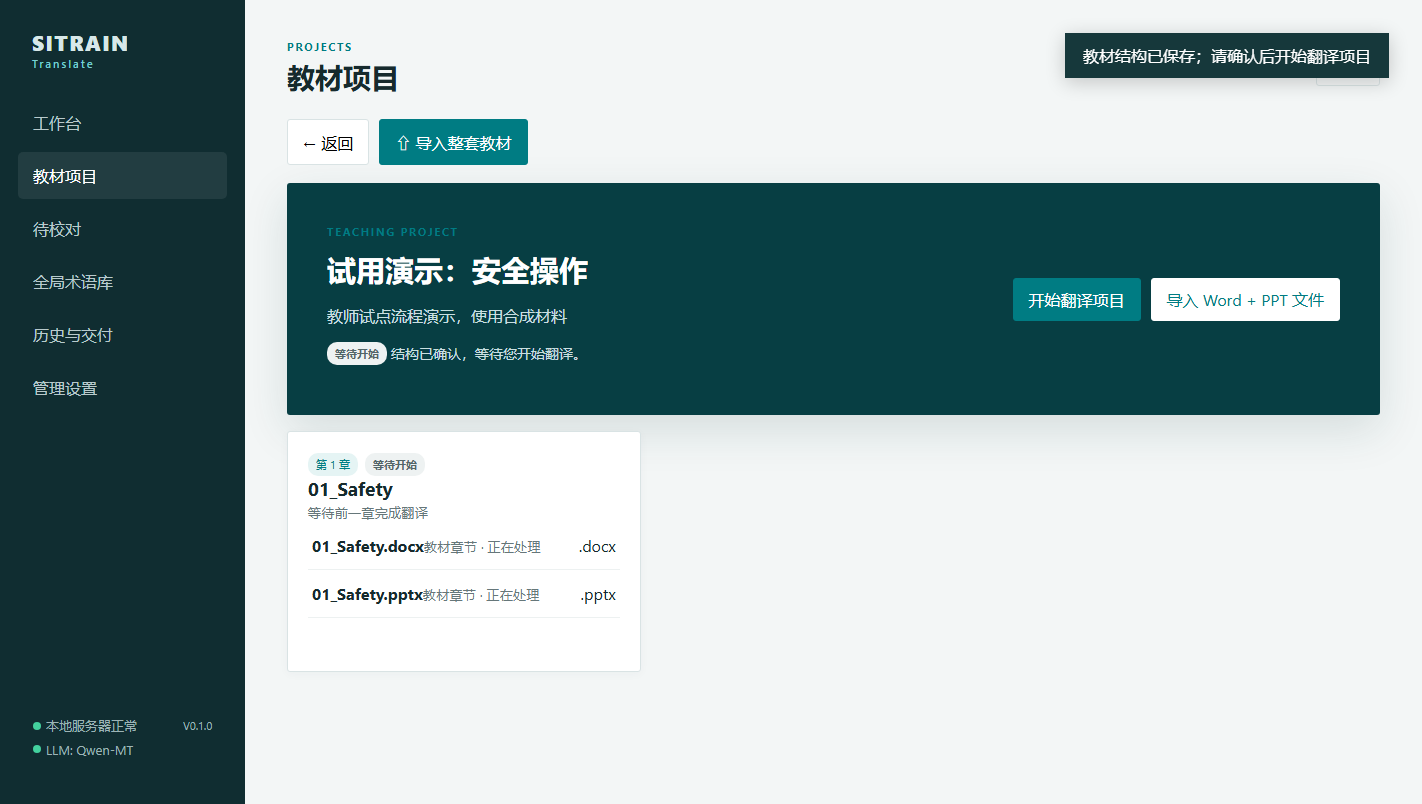 SITRAIN
Translate
工作台
教材项目
待校对
全局术语库
历史与交付
管理设置
本地服务器正常 V0.1.0
LLM: Qwen-MT
PROJECTS
教材项目
教材结构已保存；请确认后开始翻译项目
← 返回
⇧ 导入整套教材
TEACHING PROJECT
试用演示：安全操作
教师试点流程演示，使用合成材料
等待开始 结构已确认，等待您开始翻译。
开始翻译项目
导入 Word + PPT 文件
第 1 章 等待开始
01_Safety
等待前一章完成翻译
01_Safety.docx教材章节 · 正在处理 .docx
01_Safety.pptx教材章节 · 正在处理 .pptx